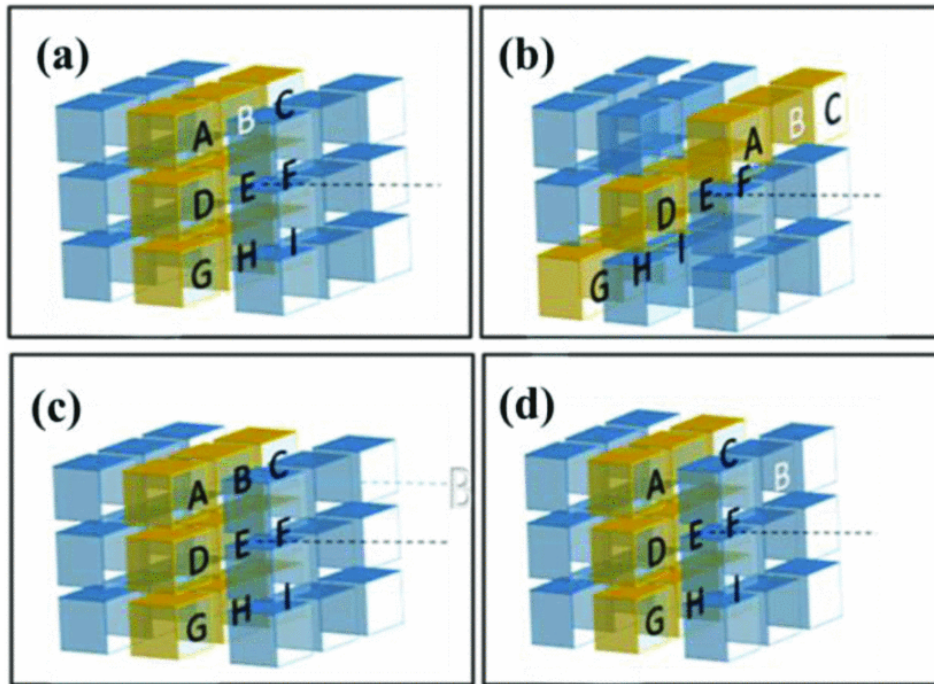 (a)
A B C
D E F
G H I
(b)
A B C
D E F
G H I
(c)
A B C B
D E F
G H I
(d)
A C B
D E F
G H I